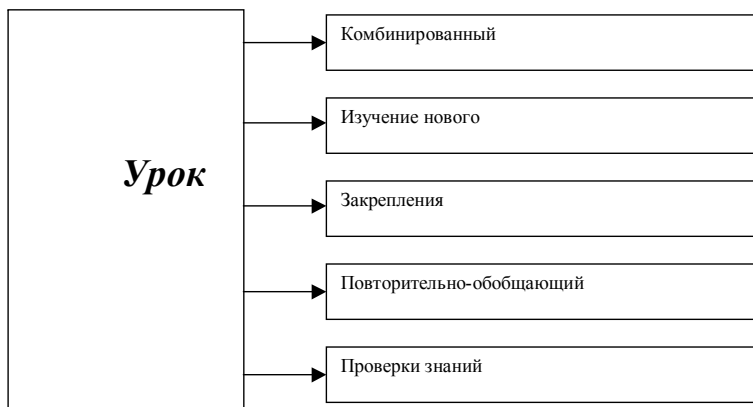 Комбинированный
Изучение нового
Урок
Закрепления
Повторительно-обобщающий
Проверки знаний